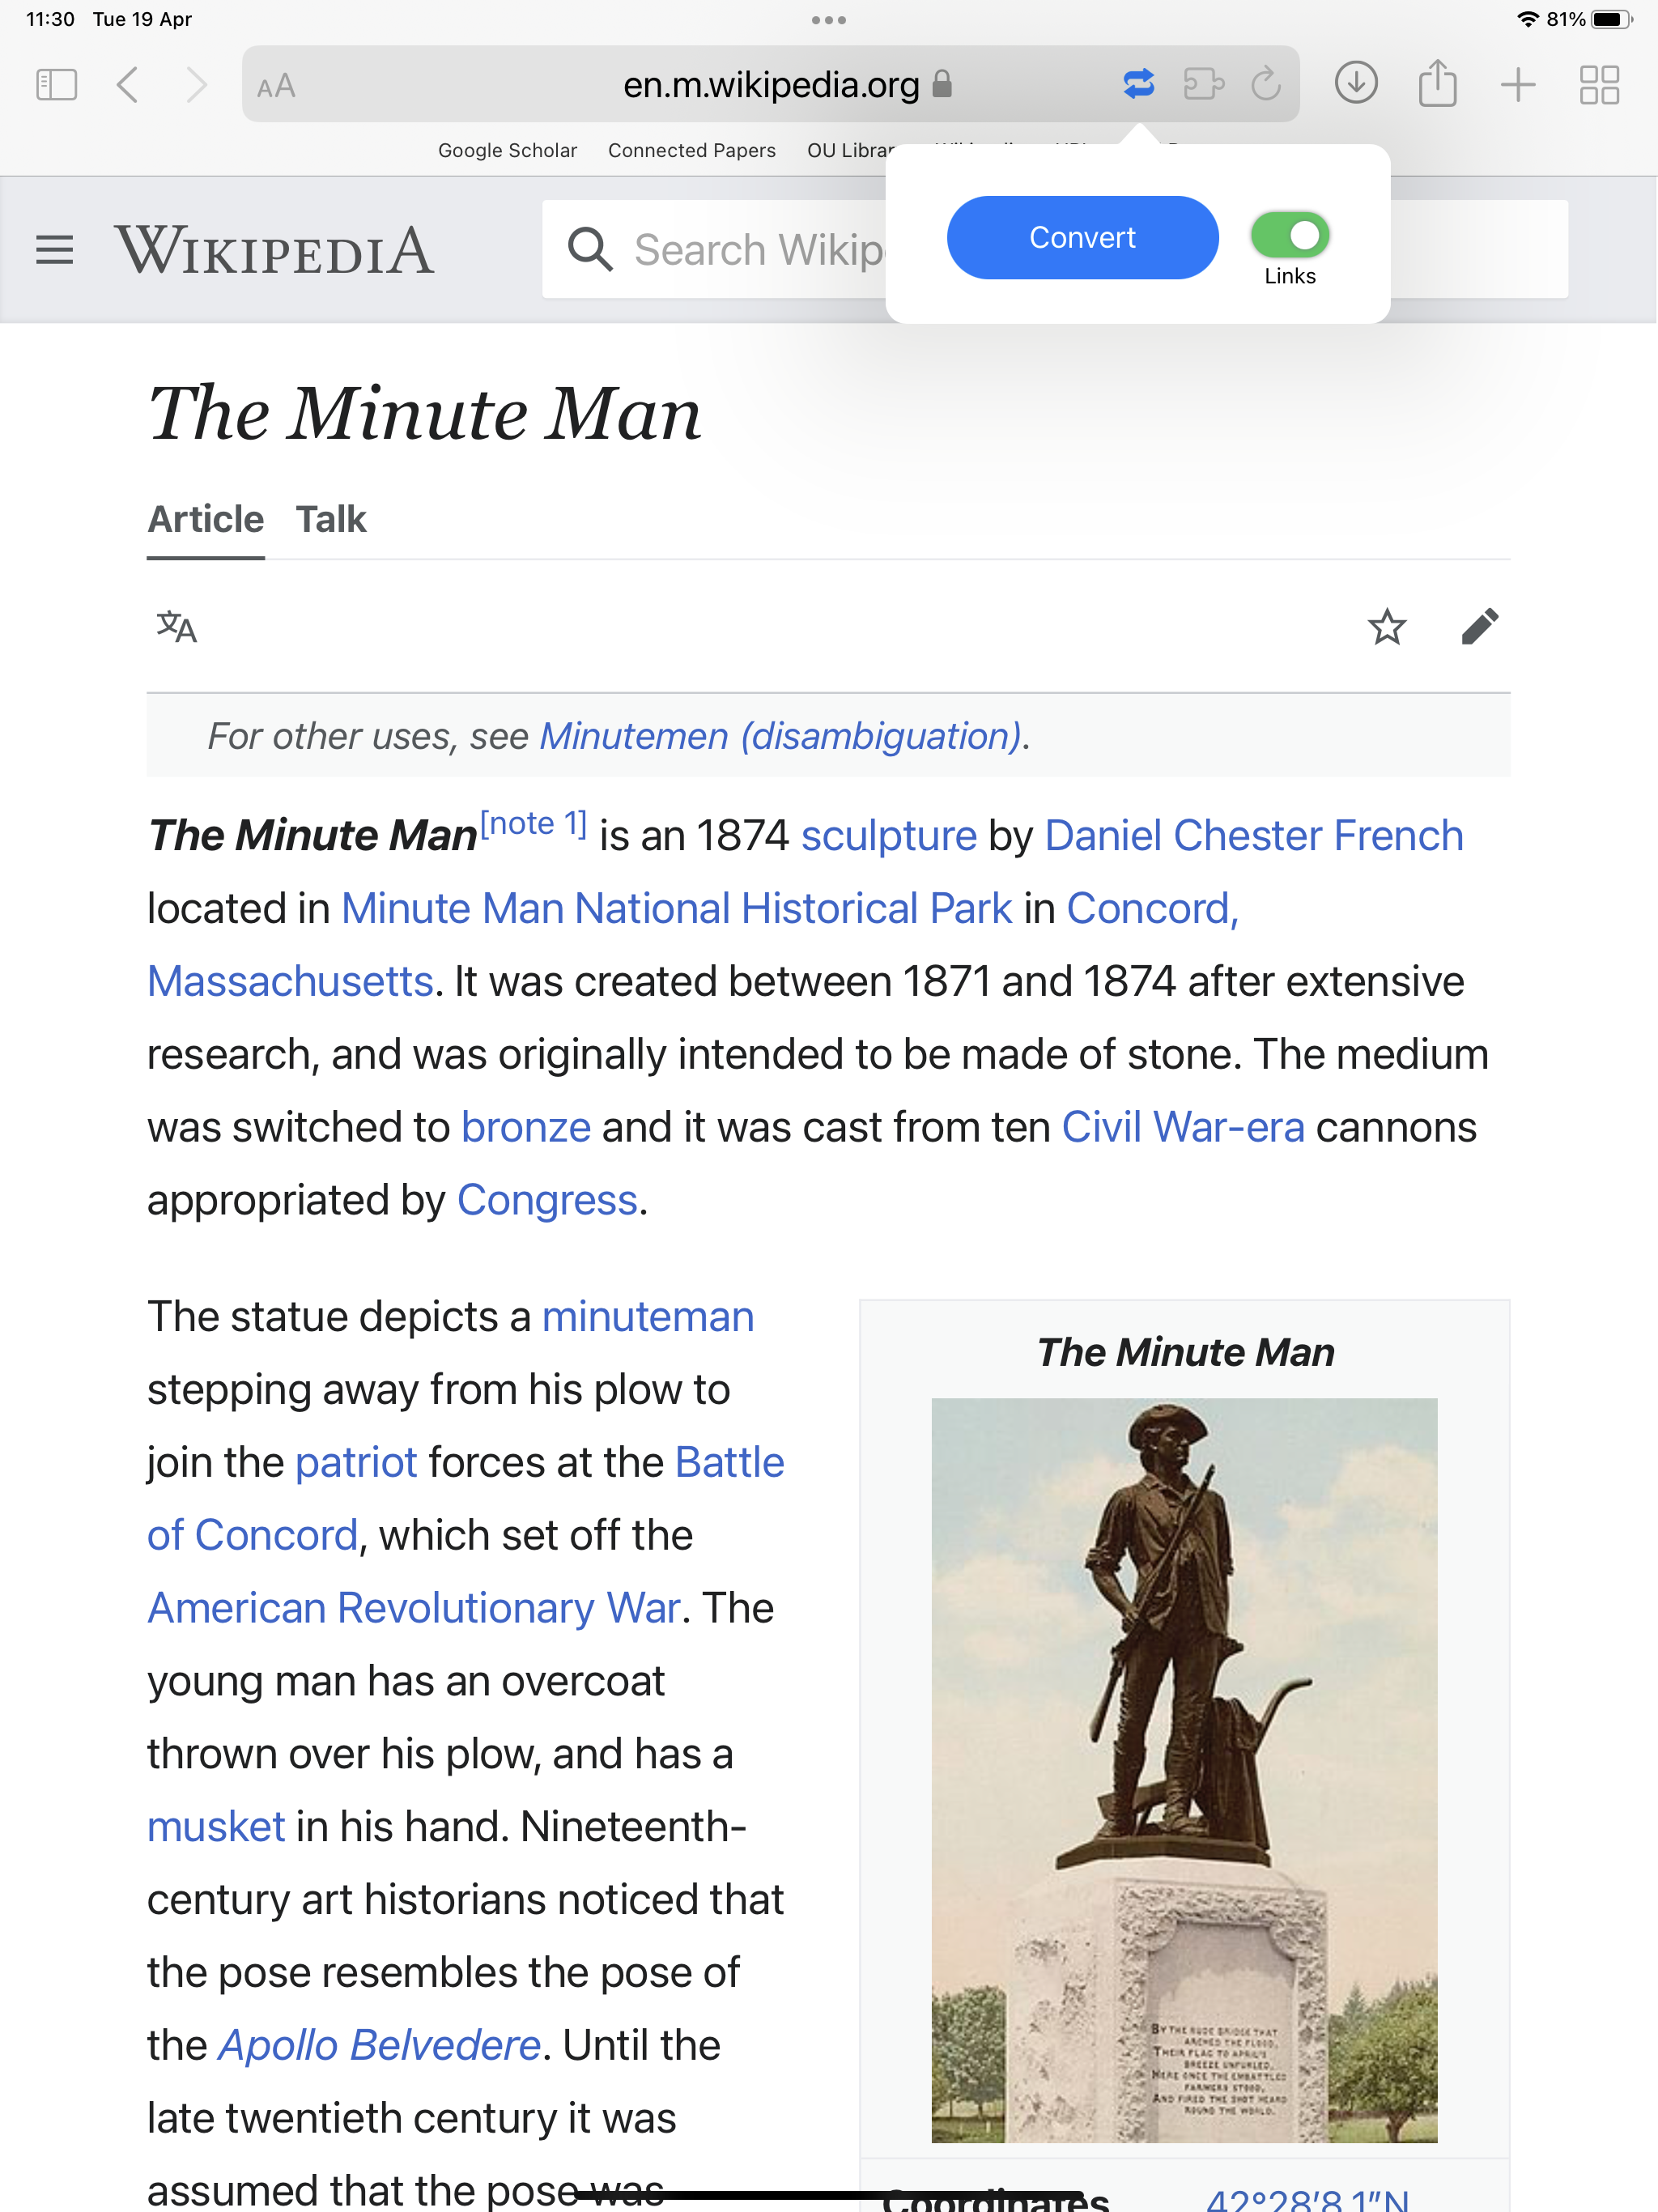 11:30 Tue 19 Apr
81%
AA
en.m.wikipedia.org
Google Scholar Connected Papers OU
WIKIPEDIA
Search
Convert
Links
The Minute Man
Article Talk
For other uses, see Minutemen (disambiguation).
The Minute Man[note 1] is an 1874 sculpture by Daniel Chester French
located in Minute Man National Historical Park in Concord,
Massachusetts. It was created between 1871 and 1874 after extensive
research, and was originally intended to be made of stone. The medium
was switched to bronze and it was cast from ten Civil War-era cannons
appropriated by Congress.
The statue depicts a minuteman
stepping away from his plow to
join the patriot forces at the Battle
of Concord, which set off the
American Revolutionary War. The
young man has an overcoat
thrown over his plow, and has a
musket in his hand. Nineteenth-
century art historians noticed that
the pose resembles the pose of
the Apollo Belvedere. Until the
late twentieth century it was
assumed that the pose was
The Minute Man
BY THE RUDE BRIDGE THAT
ARCHED THE FLOOD,
THEIR FLAG TO APRIL'S
BREEZE UNFURLED,
HERE ONCE THE EMBATTLED
FARMERS STOOD,
AND FIRED THE SHOT HEARD
ROUND THE WORLD.
Coordinates 42°28′8.1″N